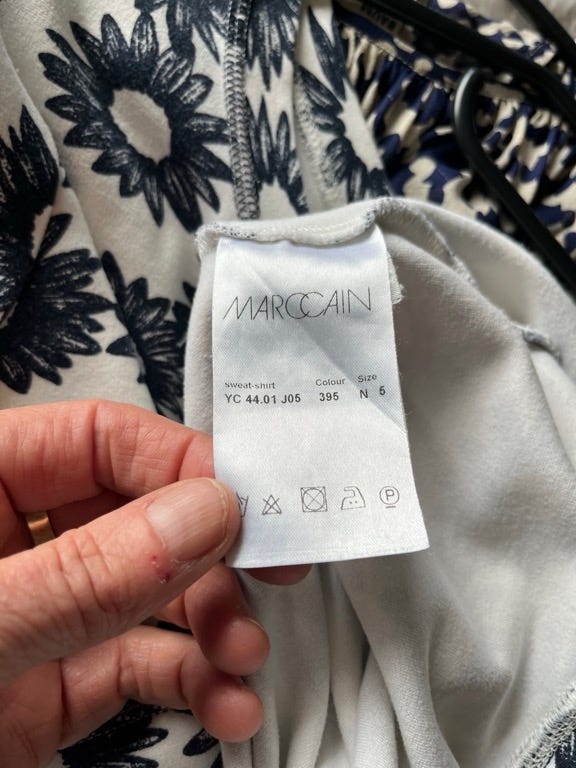 MARCCAIN
sweat-shirt Colour Size
YC 44.01 J05 395 N 5
P